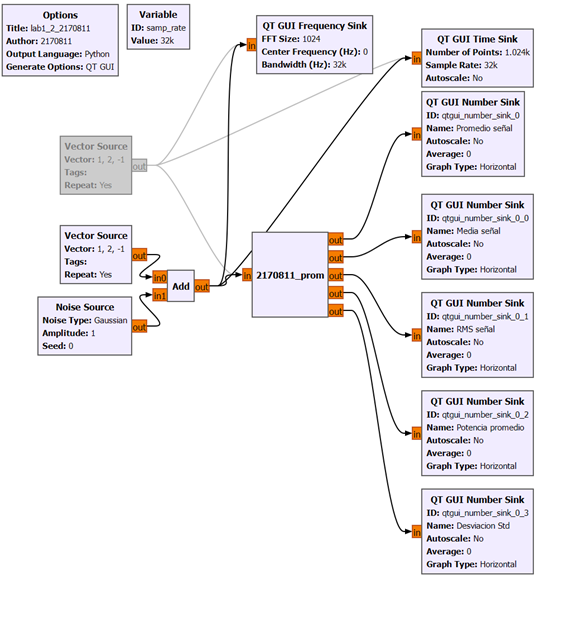 Options
Title: lab1_2_2170811
Author: 2170811
Output Language: Python
Generate Options: QT GUI
Variable
ID: samp_rate
Value: 32k
QT GUI Frequency Sink
FFT Size: 1024
Center Frequency (Hz): 0
Bandwidth (Hz): 32k
in
QT GUI Time Sink
Number of Points: 1.024k
Sample Rate: 32k
Autoscale: No
in
QT GUI Number Sink
ID: qtgui_number_sink_0
Name: Promedio señal
Autoscale: No
Average: 0
Graph Type: Horizontal
in
Vector Source
Vector: 1, 2, -1
Tags:
Repeat: Yes
out
Vector Source
Vector: 1, 2, -1
Tags:
Repeat: Yes
out
Noise Source
Noise Type: Gaussian
Amplitude: 1
Seed: 0
out
in0
in1
Add
out
in
2170811_prom
out
out
out
out
out
QT GUI Number Sink
ID: qtgui_number_sink_0_0
Name: Media señal
Autoscale: No
Average: 0
Graph Type: Horizontal
in
QT GUI Number Sink
ID: qtgui_number_sink_0_1
Name: RMS señal
Autoscale: No
Average: 0
Graph Type: Horizontal
in
QT GUI Number Sink
ID: qtgui_number_sink_0_2
Name: Potencia promedio
Autoscale: No
Average: 0
Graph Type: Horizontal
in
QT GUI Number Sink
ID: qtgui_number_sink_0_3
Name: Desviacion Std
Autoscale: No
Average: 0
Graph Type: Horizontal
in